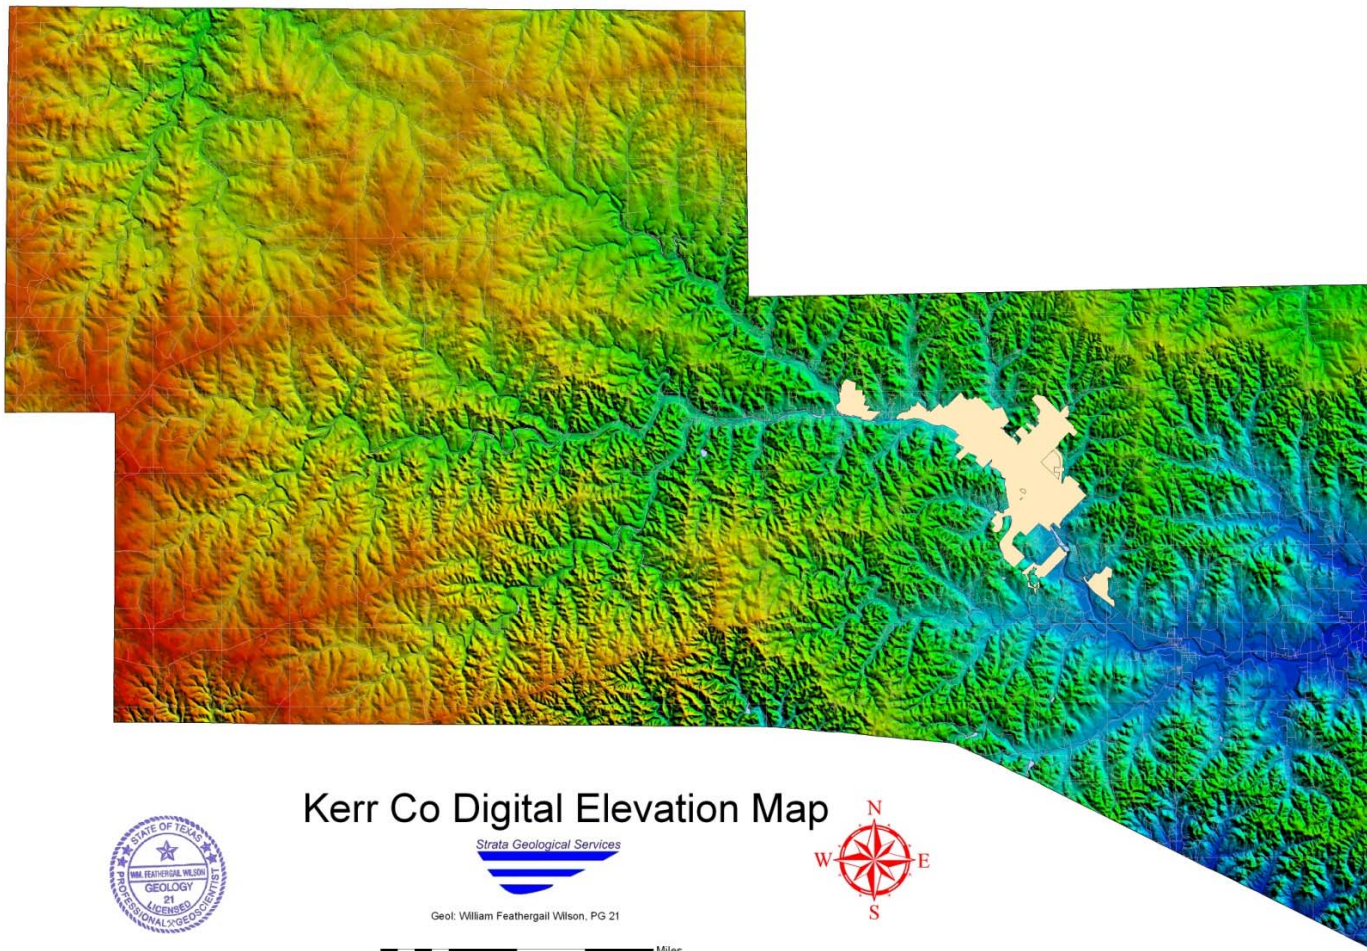 Kerr Co Digital Elevation Map
Strata Geological Services
Geol: William Feathergail Wilson, PG 21
STATE OF TEXAS
WM. FEATHERGAIL WILSON
GEOLOGY
21
LICENSED
PROFESSIONAL GEOSCIENTIST
N
W
E
S
Miles